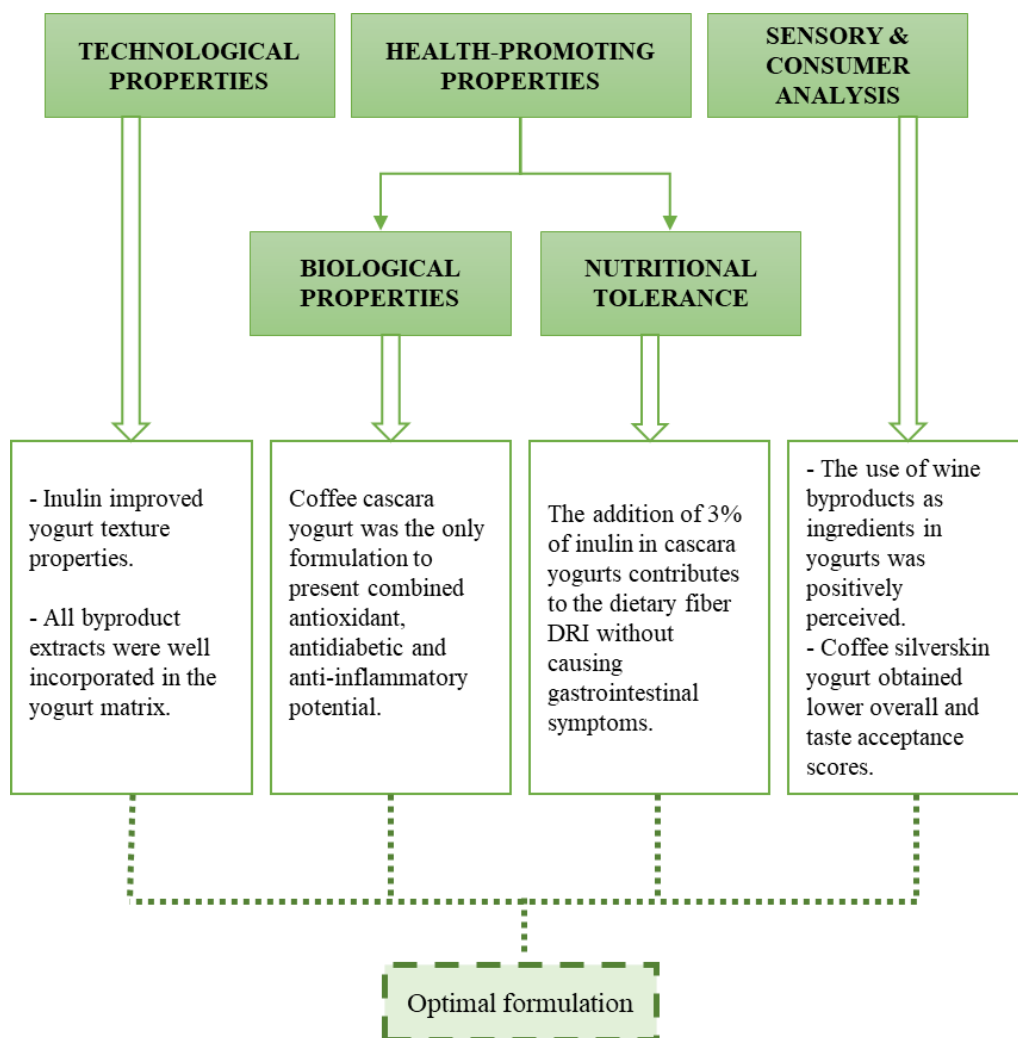 TECHNOLOGICAL
PROPERTIES
HEALTH-PROMOTING
PROPERTIES
SENSORY &
CONSUMER
ANALYSIS
BIOLOGICAL
PROPERTIES
NUTRITIONAL
TOLERANCE
- Inulin improved
yogurt texture
properties.
- All byproduct
extracts were well
incorporated in the
yogurt matrix.
Coffee cascara
yogurt was the only
formulation to
present combined
antioxidant,
antidiabetic and
anti-inflammatory
potential.
The addition of 3%
of inulin in cascara
yogurts contributes
to the dietary fiber
DRI without
causing
gastrointestinal
symptoms.
- The use of wine
byproducts as
ingredients in
yogurts was
positively
perceived.
- Coffee silverskin
yogurt obtained
lower overall and
taste acceptance
scores.
Optimal formulation